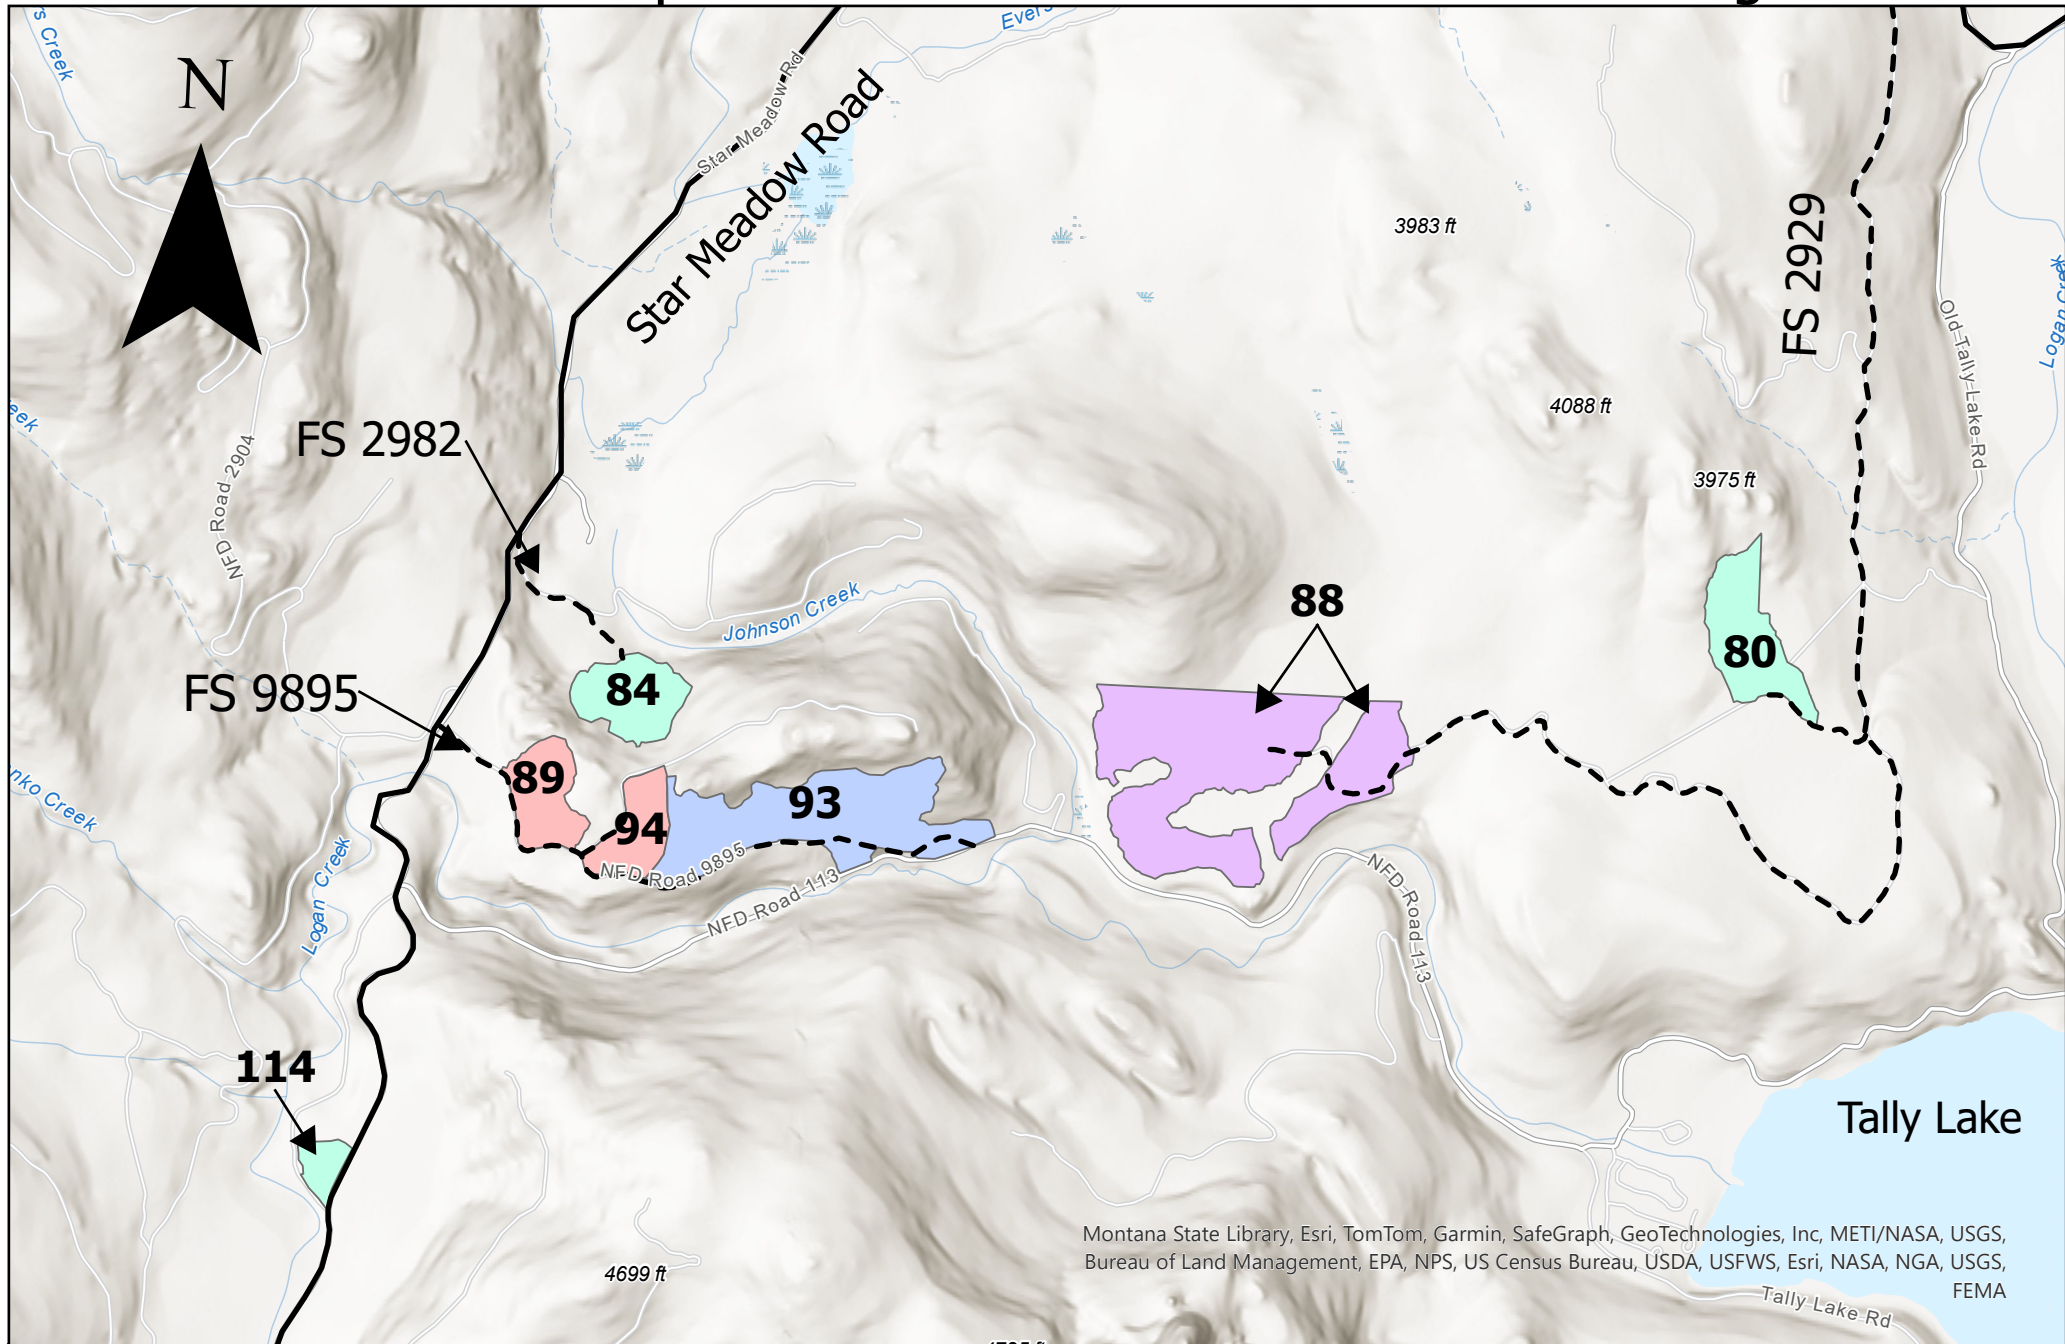 Creek
N
Star Meadow Rd
Star Meadow Road
3983 ft
FS 2929
Old Tally Lake Rd
4088 ft
FS 2982
NFD Road 2904
3975 ft
Johnson Creek
88
80
84
FS 9895
89
94
93
NFD Road 9895
NFD Road 113
NFD Road 113
Logan Creek
114
Tally Lake
4699 ft
Montana State Library, Esri, TomTom, Garmin, SafeGraph, GeoTechnologies, Inc, METI/NASA, USGS,
Bureau of Land Management, EPA, NPS, US Census Bureau, USDA, USFWS, Esri, NASA, NGA, USGS,
FEMA
Tally Lake Rd